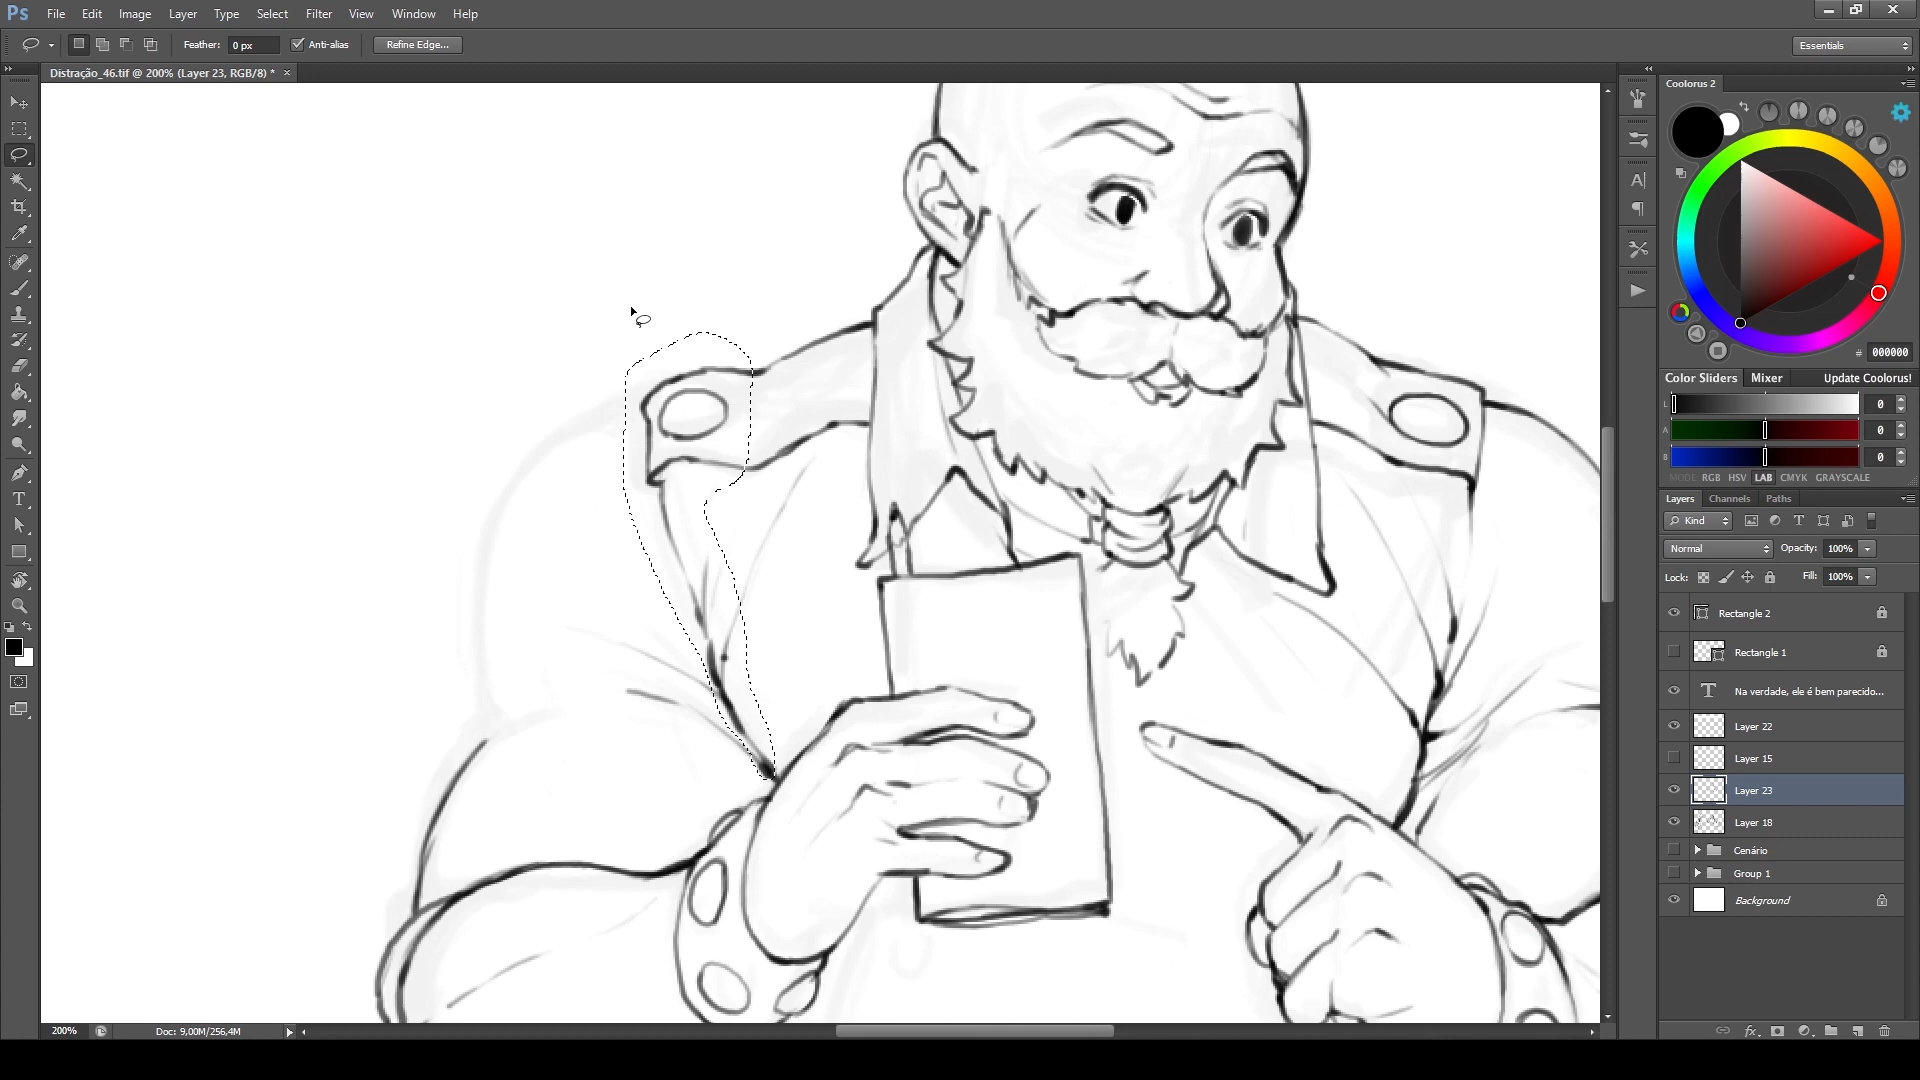 Ps File Edit Image Layer Type Select Filter View Window Help
Feather: 0 px Anti-alias Refine Edge... Essentials
Distração_46.tif @ 200% (Layer 23, RGB/8) * ×
Coolorus 2
# 000000
Color Sliders Mixer Update Coolorus!
L 0
A 0
B 0
MODE RGB HSV LAB CMYK GRAYSCALE
Layers Channels Paths
Kind
Normal Opacity: 100%
Lock: Fill: 100%
Rectangle 2
Rectangle 1
Na verdade, ele é bem parecido...
Layer 22
Layer 15
Layer 23
Layer 18
Cenário
Group 1
Background
200% Doc: 9,00M/256,4M